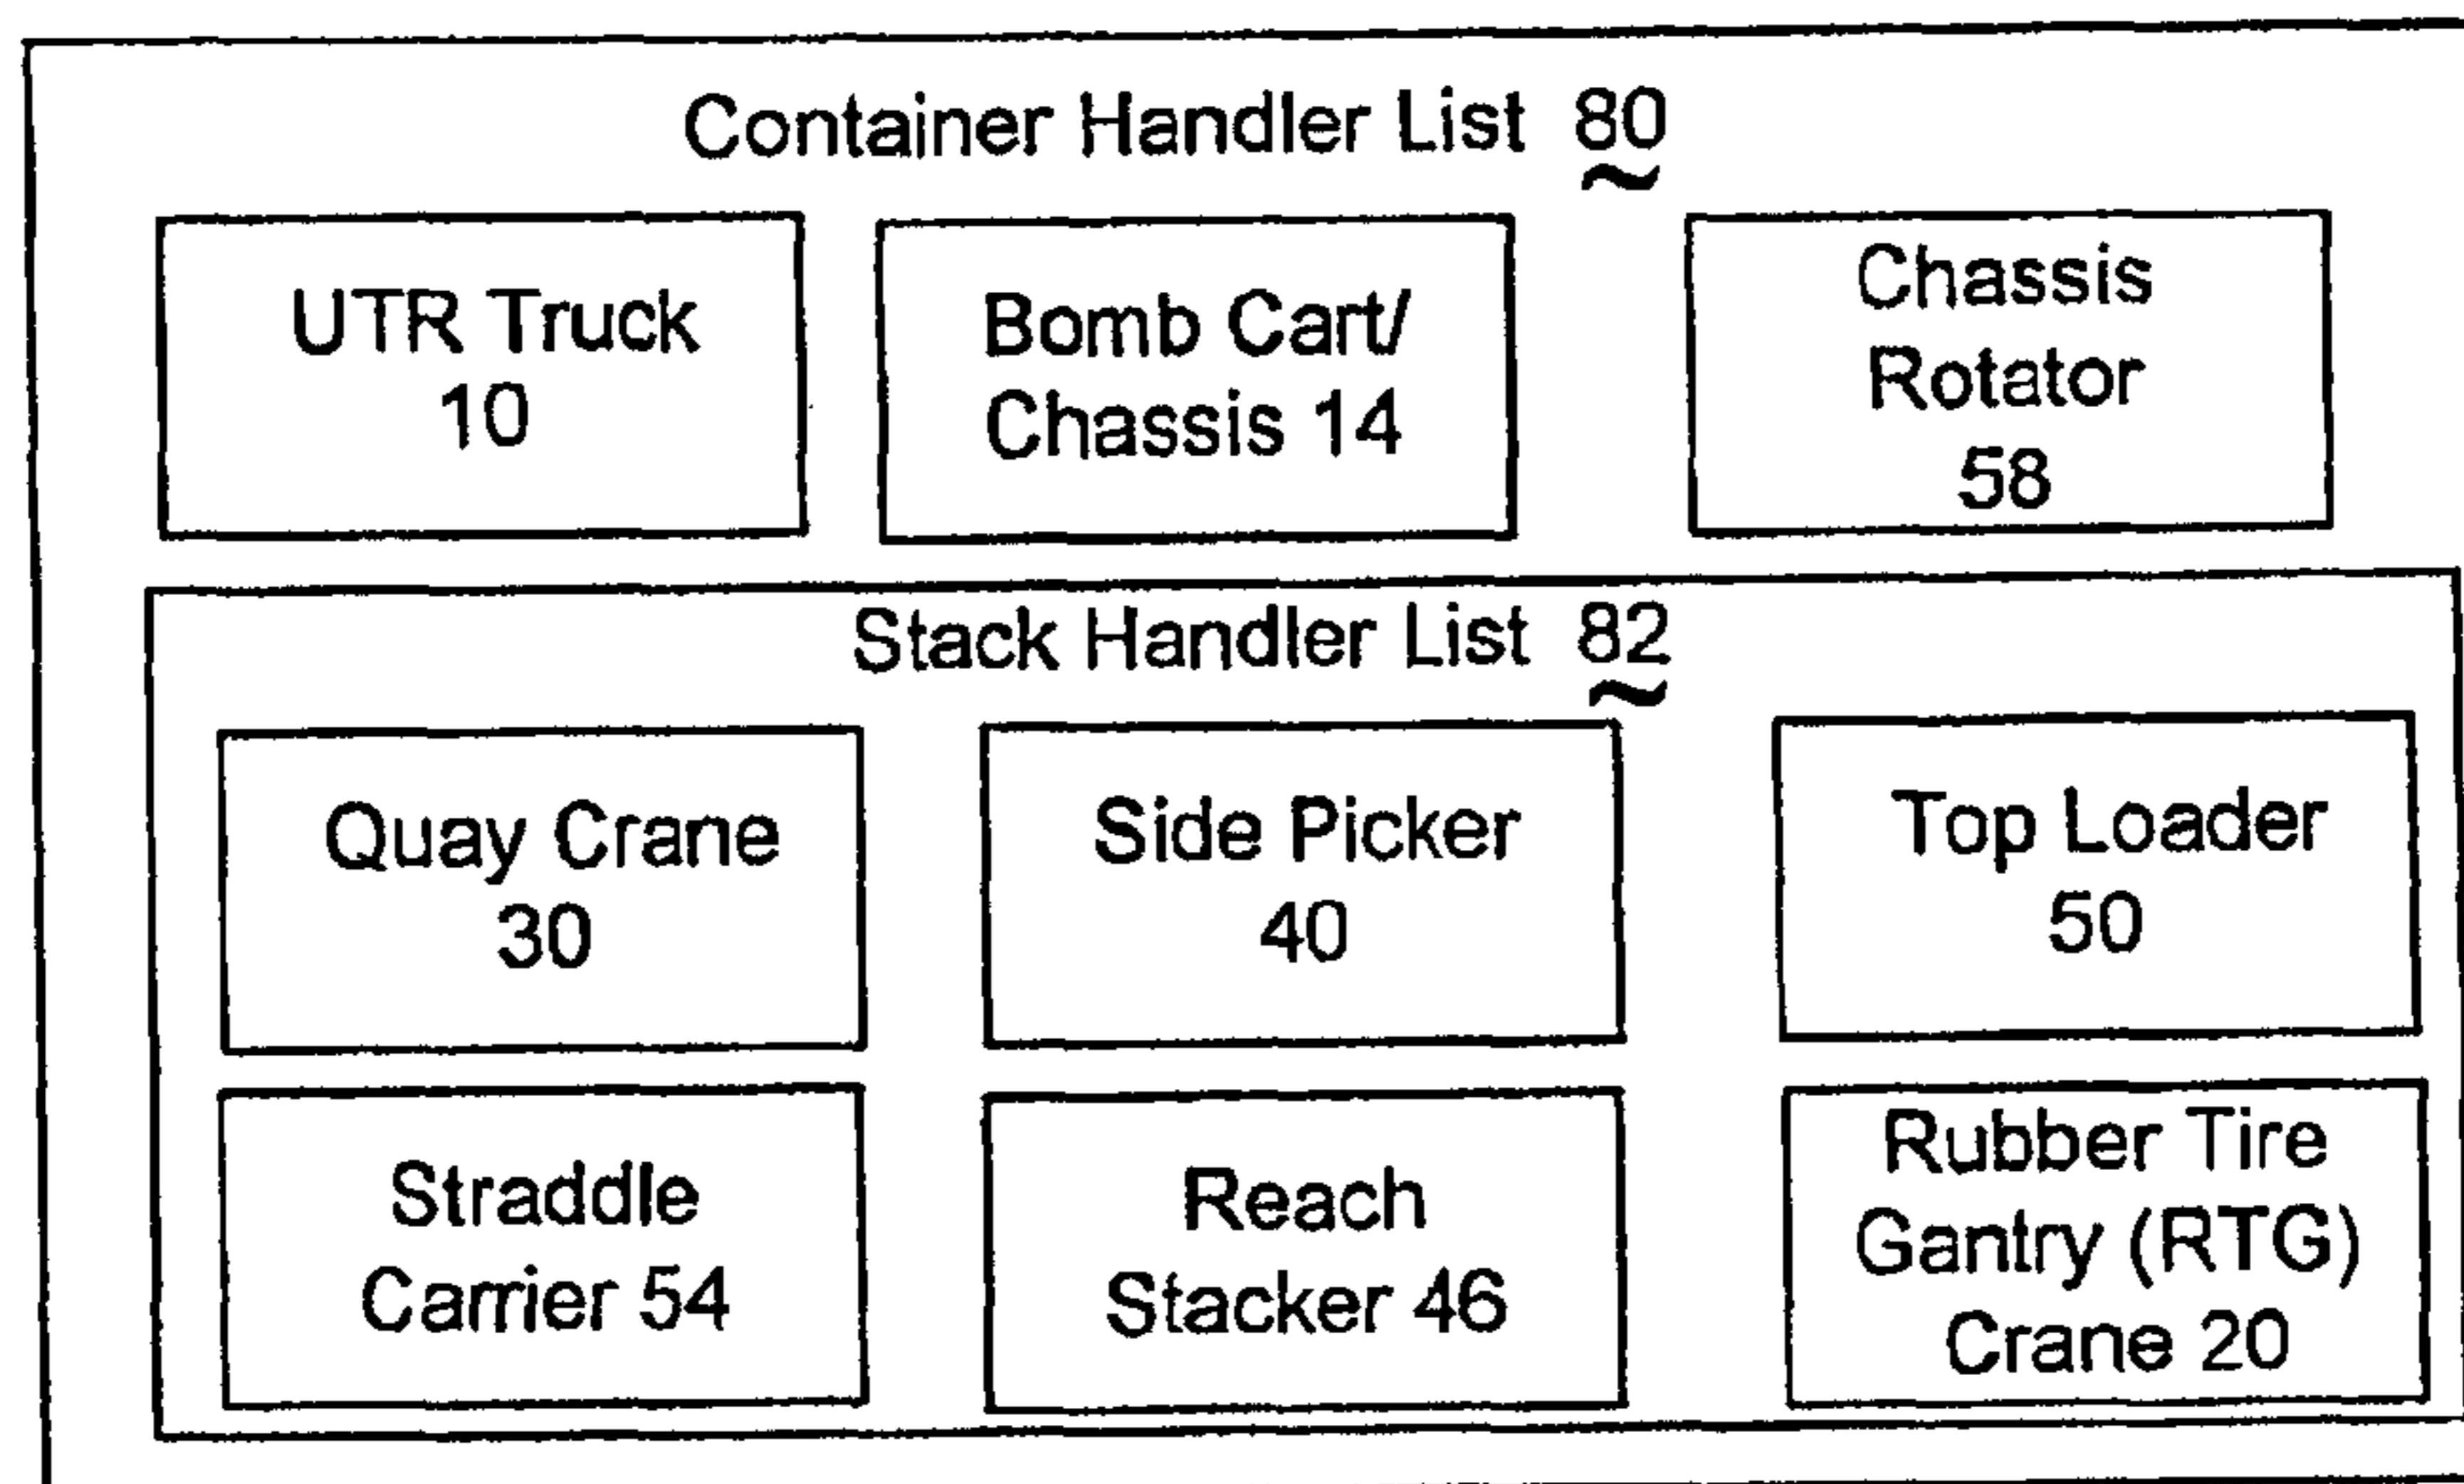 Container Handler List 80
UTR Truck
10
Bomb Cart/
Chassis 14
Chassis
Rotator
58
Stack Handler List 82
Quay Crane
30
Side Picker
40
Top Loader
50
Straddle
Carrier 54
Reach
Stacker 46
Rubber Tire
Gantry (RTG)
Crane 20